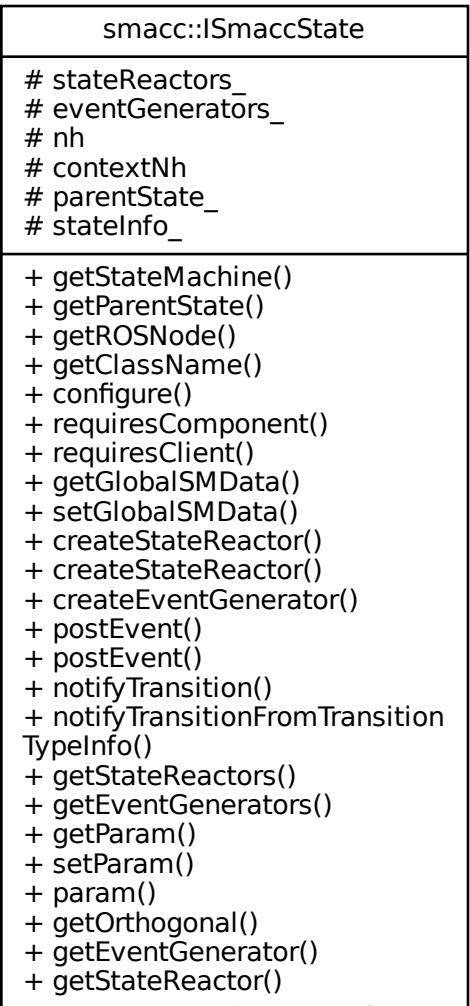 smacc::ISmaccState
# stateReactors_
# eventGenerators_
# nh
# contextNh
# parentState_
# stateInfo_
+ getStateMachine()
+ getParentState()
+ getROSNode()
+ getClassName()
+ configure()
+ requiresComponent()
+ requiresClient()
+ getGlobalSMData()
+ setGlobalSMData()
+ createStateReactor()
+ createStateReactor()
+ createEventGenerator()
+ postEvent()
+ postEvent()
+ notifyTransition()
+ notifyTransitionFromTransition
TypeInfo()
+ getStateReactors()
+ getEventGenerators()
+ getParam()
+ setParam()
+ param()
+ getOrthogonal()
+ getEventGenerator()
+ getStateReactor()